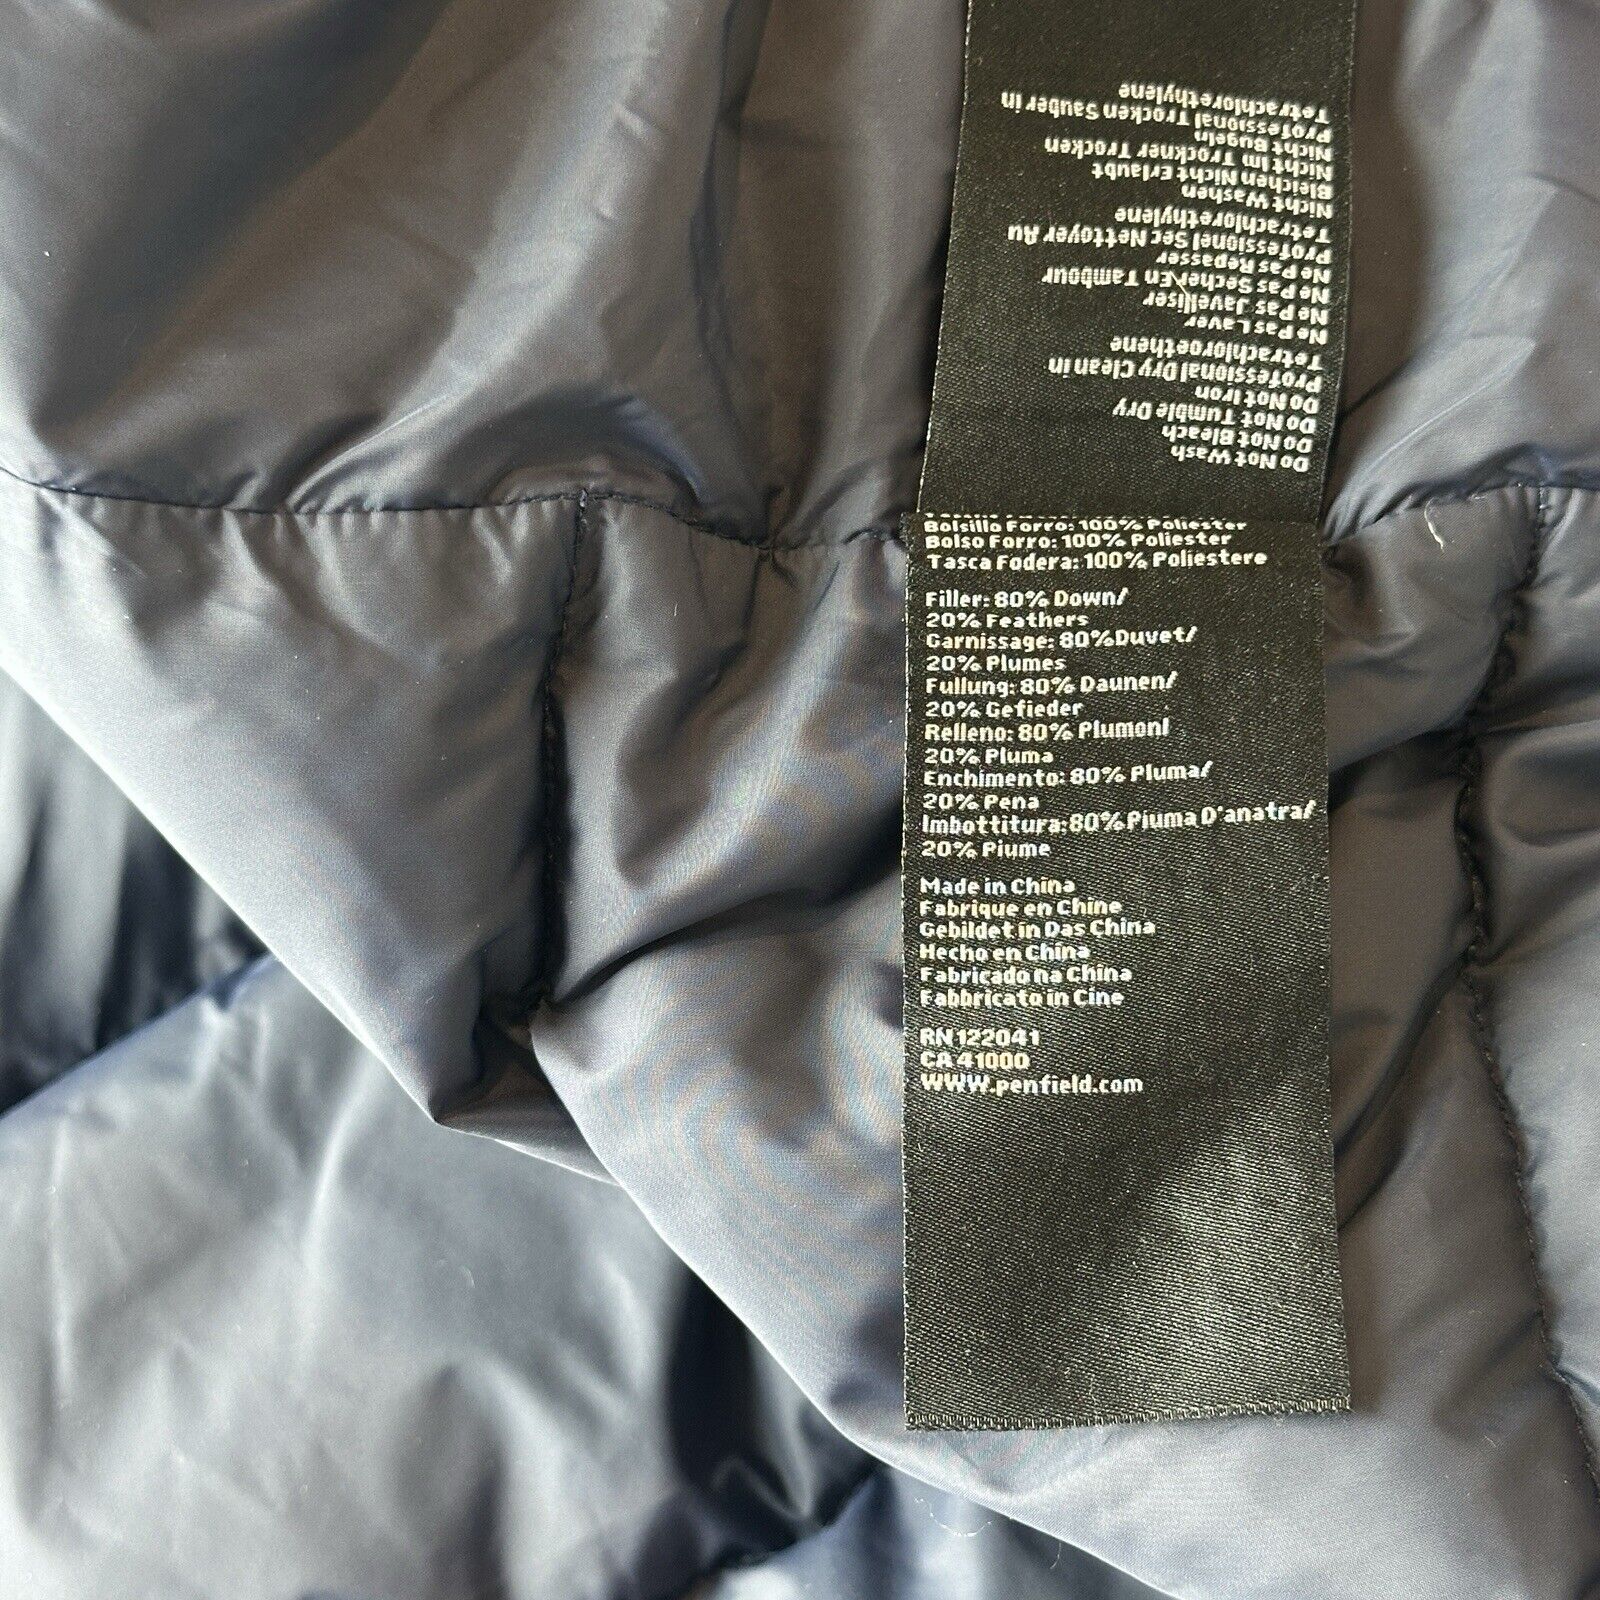 Do Not Wash
Do Not Bleach
Do Not Tumble Dry
Do Not Iron
Professional Dry Clean in
Tetrachloroethene
Ne Pas Laver
Ne Pas Javelliser
Ne Pas Secher En Tambour
Ne Pas Repasser
Professionel Sec Nettoyer Au
Tetrachlorethylene
Nicht Washen
Bleichen Nicht Erlaubt
Nicht Im Trockner Trocken
Nicht Bugeln
Professional Trocken Sauber in
Tetrachlorethylene
Bolsillo Forro: 100% Poliester
Bolso Forro: 100% Poliester
Tasca Fodera: 100% Poliestere
Filler: 80% Down/
20% Feathers
Garnissage: 80%Duvet/
20% Plumes
Fullung: 80% Daunen/
20% Gefieder
Relleno: 80% Plumonl
20% Pluma
Enchimento: 80% Pluma/
20% Pena
Imbottitura:80% Piuma D'anatra/
20% Piume
Made in China
Fabrique en Chine
Gebildet in Das China
Hecho en China
Fabricado na China
Fabbricato in Cine
RN 122041
CA 41000
WWW.penfield.com